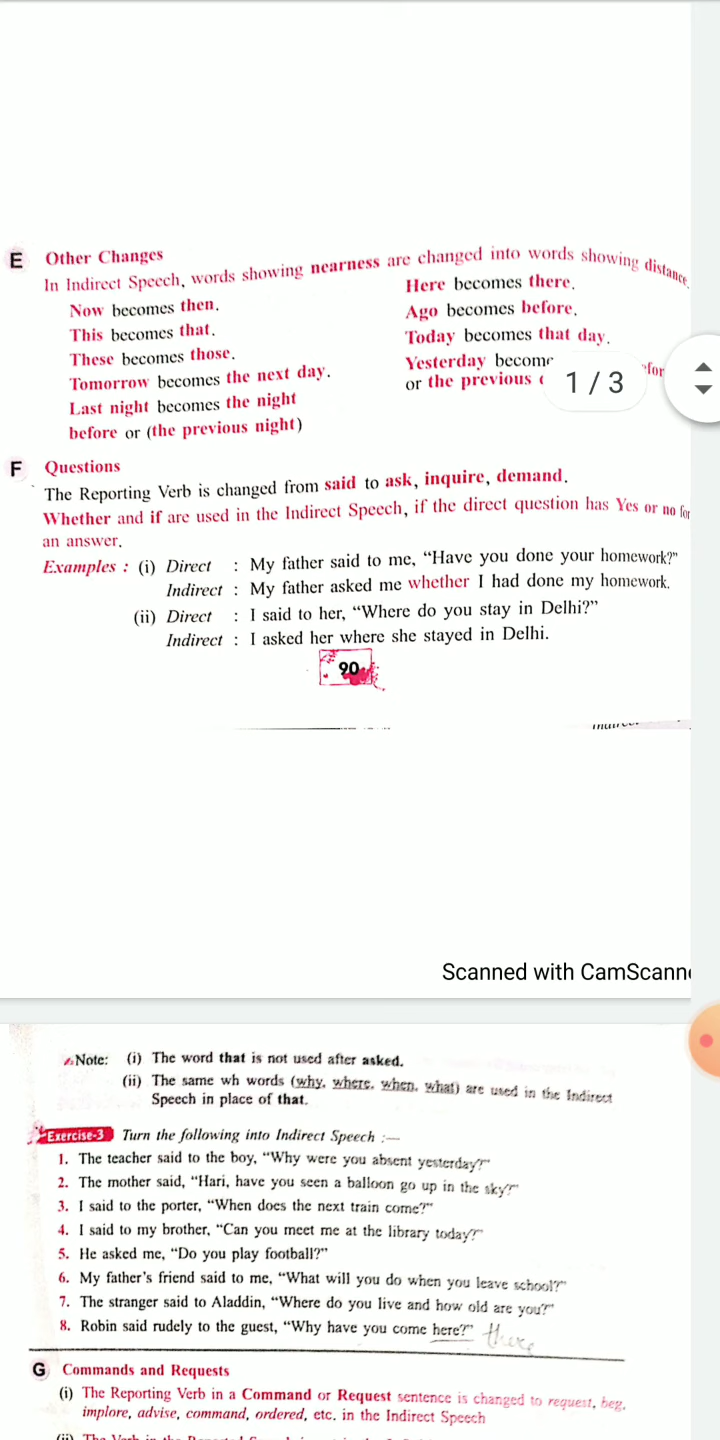 E Other Changes
In Indirect Speech, words showing nearness are changed into words showing distance.
Now becomes then.
Here becomes there.
This becomes that.
Ago becomes before.
These becomes those.
Today becomes that day.
Tomorrow becomes the next day.
Yesterday become
Last night becomes the night
or the previous
before or (the previous night)
1 / 3
F Questions
The Reporting Verb is changed from said to ask, inquire, demand.
Whether and if are used in the Indirect Speech, if the direct question has Yes or no for
an answer.
Examples : (i) Direct : My father said to me, “Have you done your homework?”
Indirect : My father asked me whether I had done my homework.
(ii) Direct : I said to her, “Where do you stay in Delhi?”
Indirect : I asked her where she stayed in Delhi.
90
Scanned with CamScann
Note: (i) The word that is not used after asked.
(ii) The same wh words (why, where, when, what) are used in the Indirect
Speech in place of that.
Exercise-3 Turn the following into Indirect Speech :—
1. The teacher said to the boy, “Why were you absent yesterday?”
2. The mother said, “Hari, have you seen a balloon go up in the sky?”
3. I said to the porter, “When does the next train come?”
4. I said to my brother, “Can you meet me at the library today?”
5. He asked me, “Do you play football?”
6. My father’s friend said to me, “What will you do when you leave school?”
7. The stranger said to Aladdin, “Where do you live and how old are you?”
8. Robin said rudely to the guest, “Why have you come here?” there
G Commands and Requests
(i) The Reporting Verb in a Command or Request sentence is changed to request, beg,
implore, advise, command, ordered, etc. in the Indirect Speech